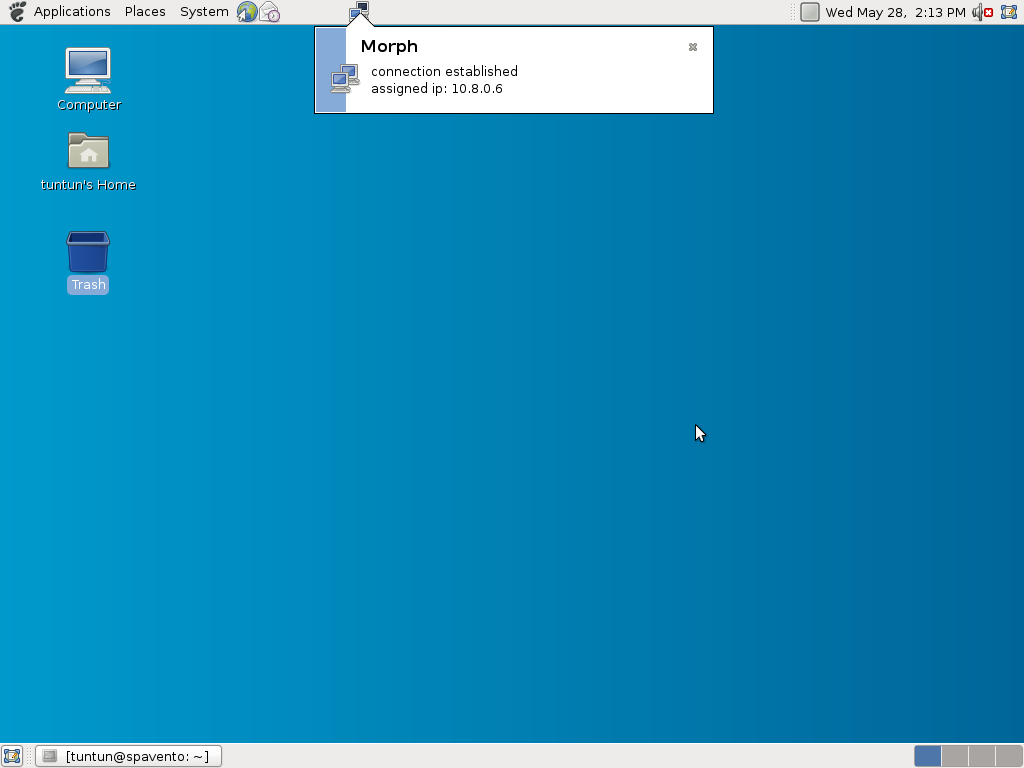 Applications Places System
Wed May 28, 2:13 PM
Morph
connection established
assigned ip: 10.8.0.6
Computer
tuntun's Home
Trash
[tuntun@spavento: ~]